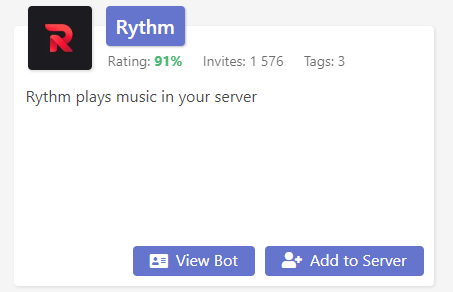 Rythm
Rating: 91% Invites: 1 576 Tags: 3
Rythm plays music in your server
View Bot Add to Server